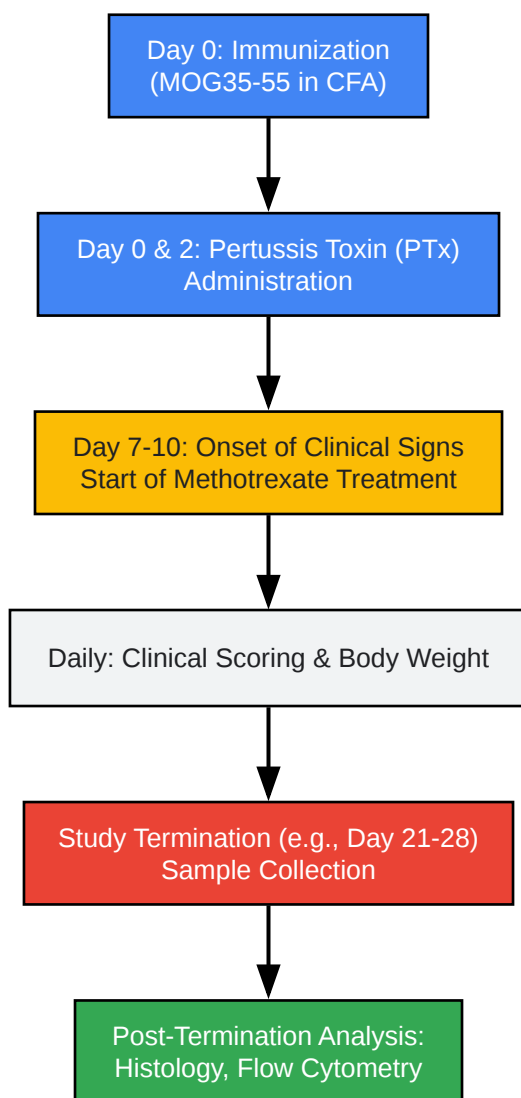 Day 0: Immunization
(MOG35-55 in CFA)
Day 0 & 2: Pertussis Toxin (PTx)
Administration
Day 7-10: Onset of Clinical Signs
Start of Methotrexate Treatment
Daily: Clinical Scoring & Body Weight
Study Termination (e.g., Day 21-28)
Sample Collection
Post-Termination Analysis:
Histology, Flow Cytometry